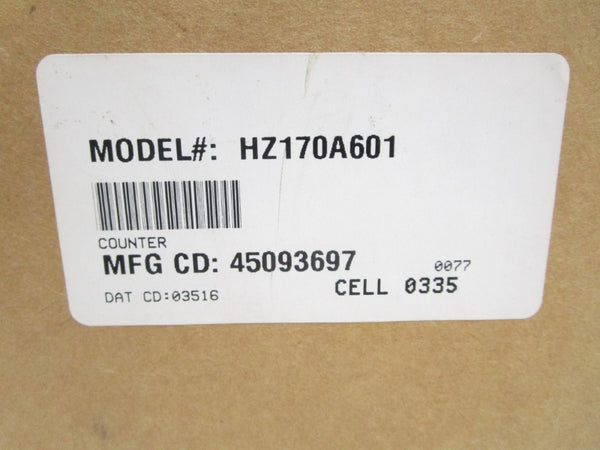 MODEL#: HZ170A601
COUNTER
MFG CD: 45093697 0077
DAT CD:03516 CELL 0335